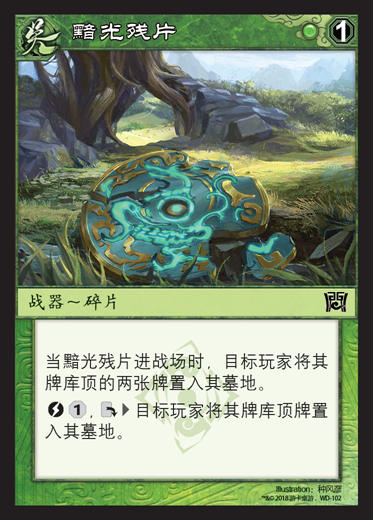 黯光残片
1
战器～碎片
当黯光残片进战场时，目标玩家将其
牌库顶的两张牌置入其墓地。
1，▶目标玩家将其牌库顶牌置
入其墓地。
Illustration：种风彦
™&© 2018游卡桌游，WD-102